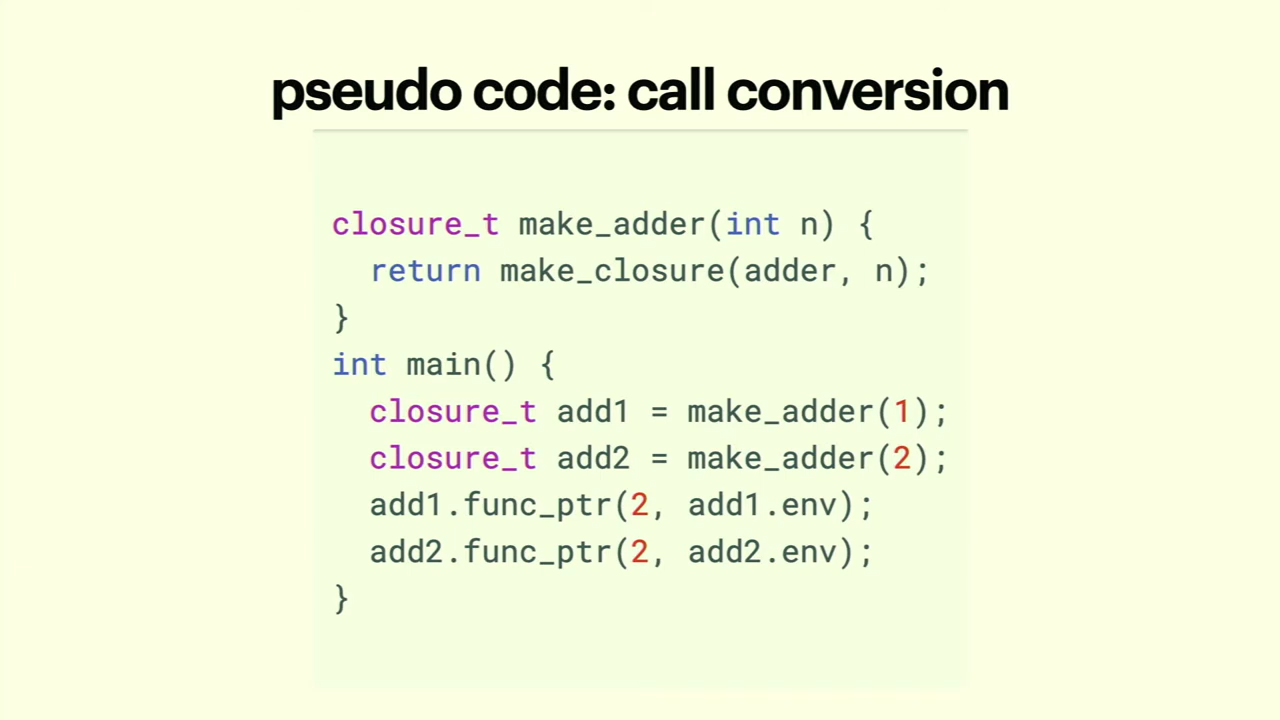 pseudo code: call conversion
closure_t make_adder(int n) {
  return make_closure(adder, n);
}
int main() {
  closure_t add1 = make_adder(1);
  closure_t add2 = make_adder(2);
  add1.func_ptr(2, add1.env);
  add2.func_ptr(2, add2.env);
}